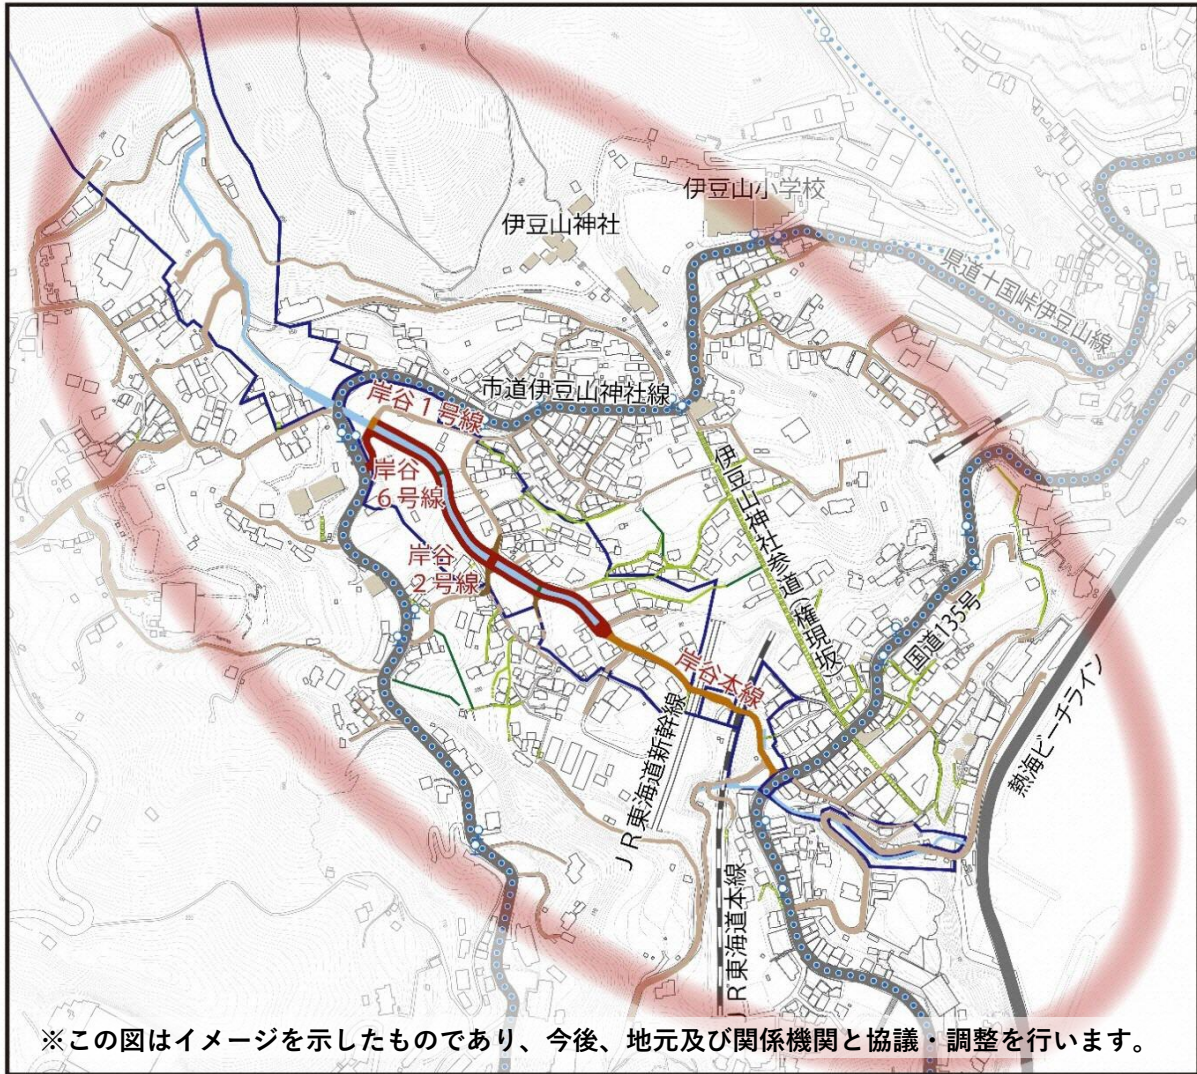 伊豆山小学校
伊豆山神社
県道十国峠伊豆山線
市道伊豆山神社線
岸谷1号線
岸谷
6号線
伊豆山神社参道(権現坂)
岸谷
2号線
国道135号
岸谷本線
熱海ビーチライン
JR東海道新幹線
JR東海道本線
※この図はイメージを示したものであり、今後、地元及び関係機関と協議・調整を行います。